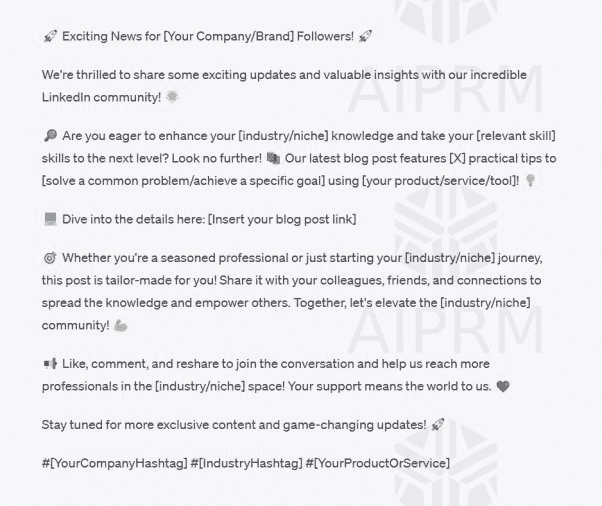 🚀 Exciting News for [Your Company/Brand] Followers! 🚀
We're thrilled to share some exciting updates and valuable insights with our incredible
LinkedIn community! 🌟
🔎 Are you eager to enhance your [industry/niche] knowledge and take your [relevant skill]
skills to the next level? Look no further! 📚 Our latest blog post features [X] practical tips to
[solve a common problem/achieve a specific goal] using [your product/service/tool]! 💡
💻 Dive into the details here: [Insert your blog post link]
🎯 Whether you're a seasoned professional or just starting your [industry/niche] journey,
this post is tailor-made for you! Share it with your colleagues, friends, and connections to
spread the knowledge and empower others. Together, let's elevate the [industry/niche]
community! 💪
📢 Like, comment, and reshare to join the conversation and help us reach more
professionals in the [industry/niche] space! Your support means the world to us. ❤️
Stay tuned for more exclusive content and game-changing updates! 🚀
#[YourCompanyHashtag] #[IndustryHashtag] #[YourProductOrService]
AIPRM
AIPRM